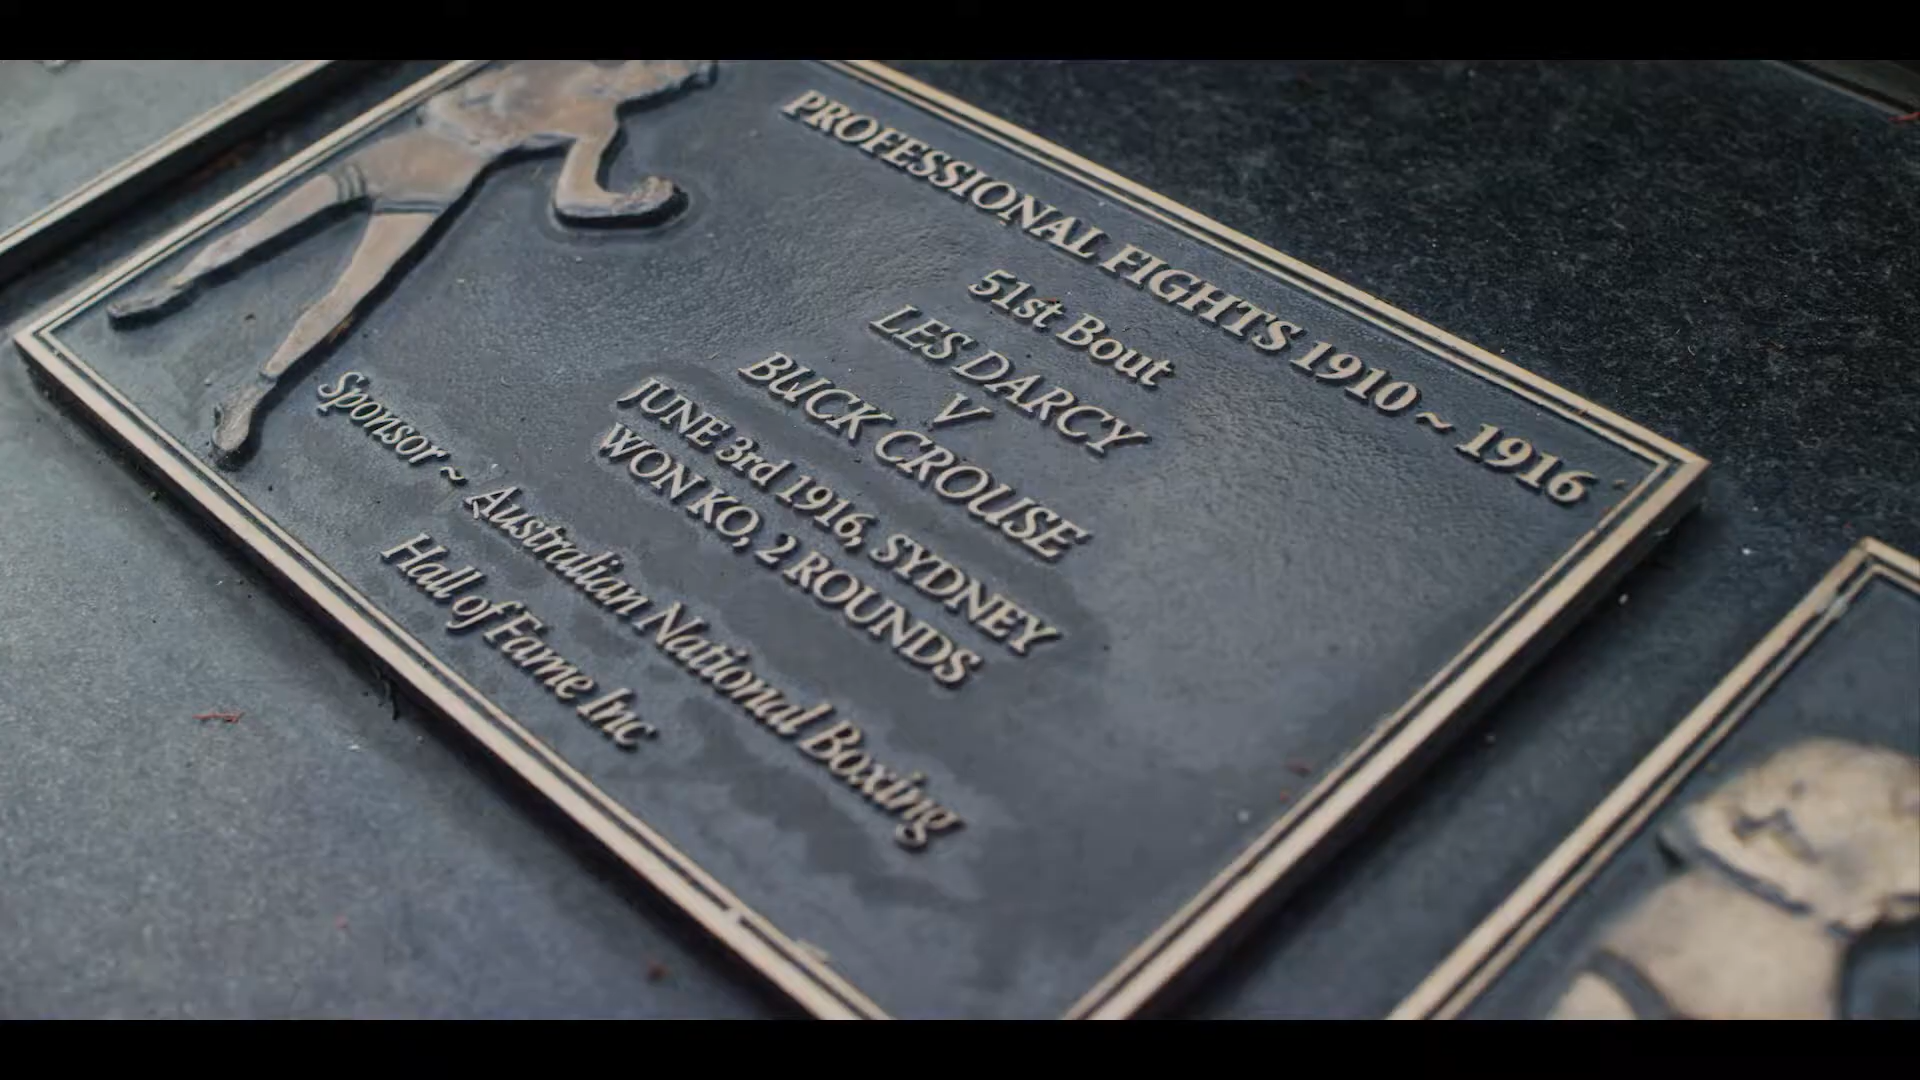 PROFESSIONAL FIGHTS 1910 ~ 1916
51st Bout
LES DARCY
V
BUCK CROUSE
JUNE 3rd 1916, SYDNEY
WON KO, 2 ROUNDS
Sponsor ~ Australian National Boxing
Hall of Fame Inc